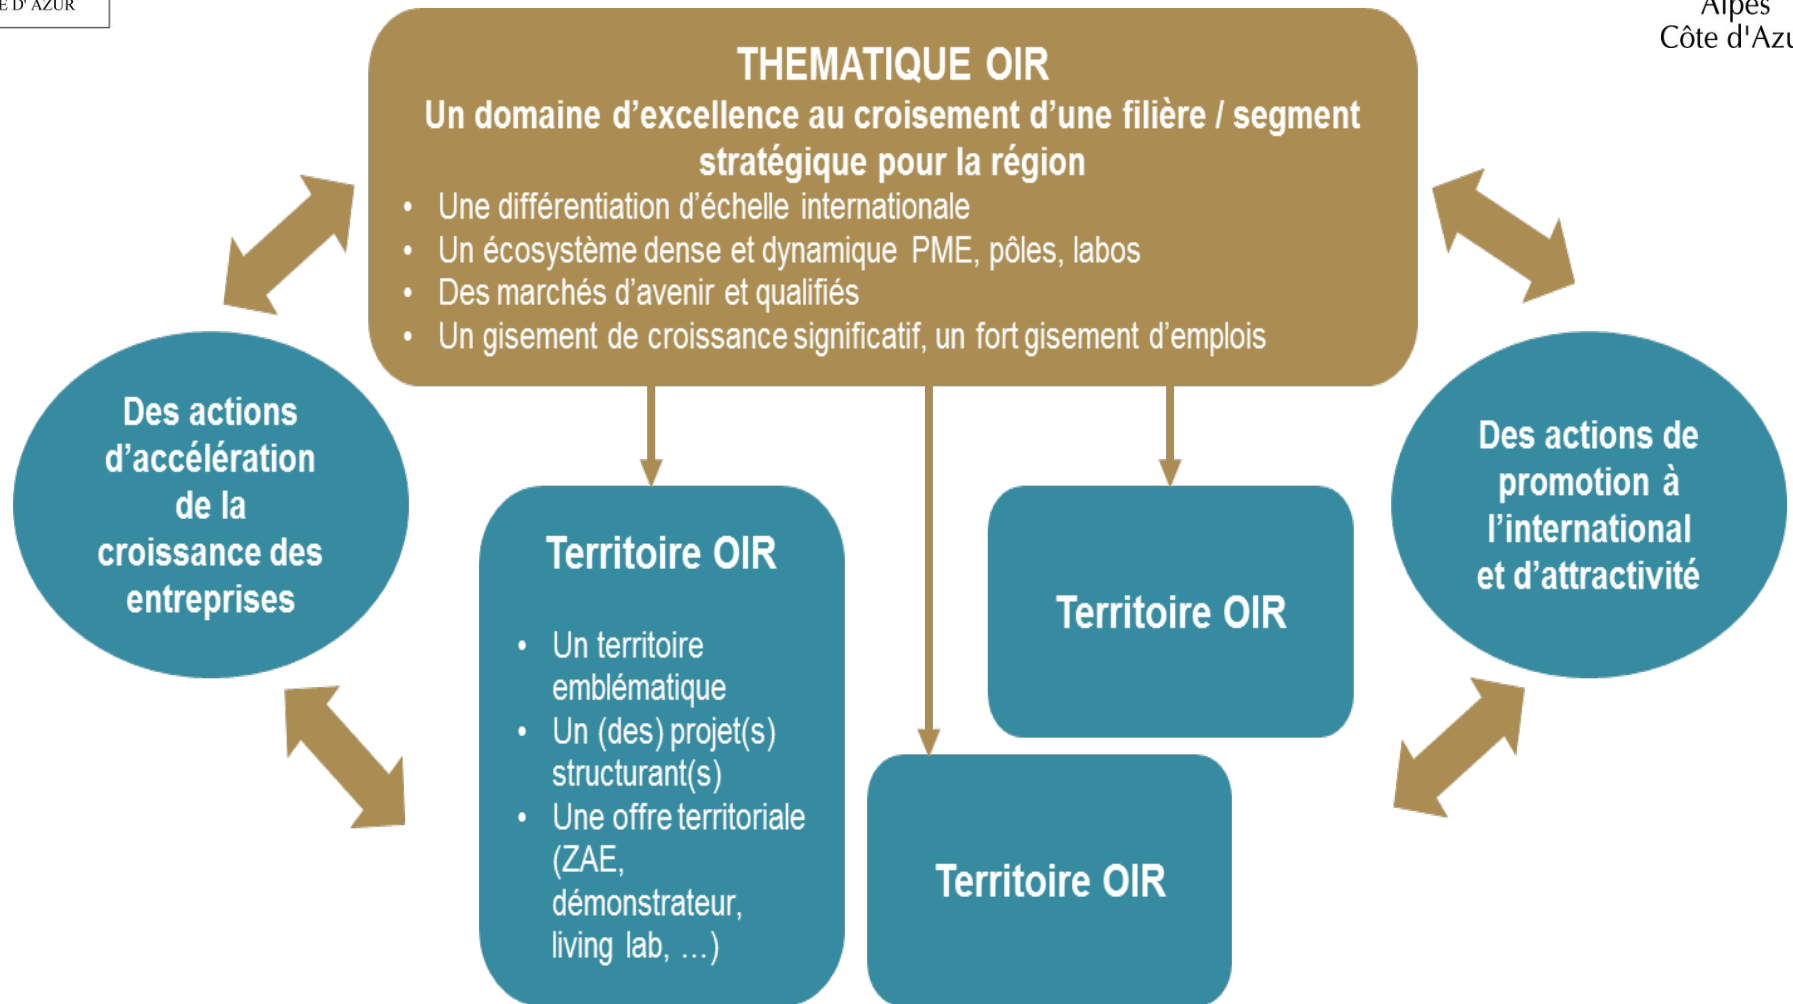 E D'AZUR
Alpes
Côte d'Azu
THEMATIQUE OIR
Un domaine d'excellence au croisement d'une filière / segment
stratégique pour la région
• Une différentiation d'échelle internationale
• Un écosystème dense et dynamique PME, pôles, labos
• Des marchés d'avenir et qualifiés
• Un gisement de croissance significatif, un fort gisement d'emplois
Des actions
d'accélération
de la
croissance des
entreprises
Territoire OIR
• Un territoire
emblématique
• Un (des) projet(s)
structurant(s)
• Une offre territoriale
(ZAE,
démonstrateur,
living lab, …)
Territoire OIR
Territoire OIR
Des actions de
promotion à
l'international
et d'attractivité